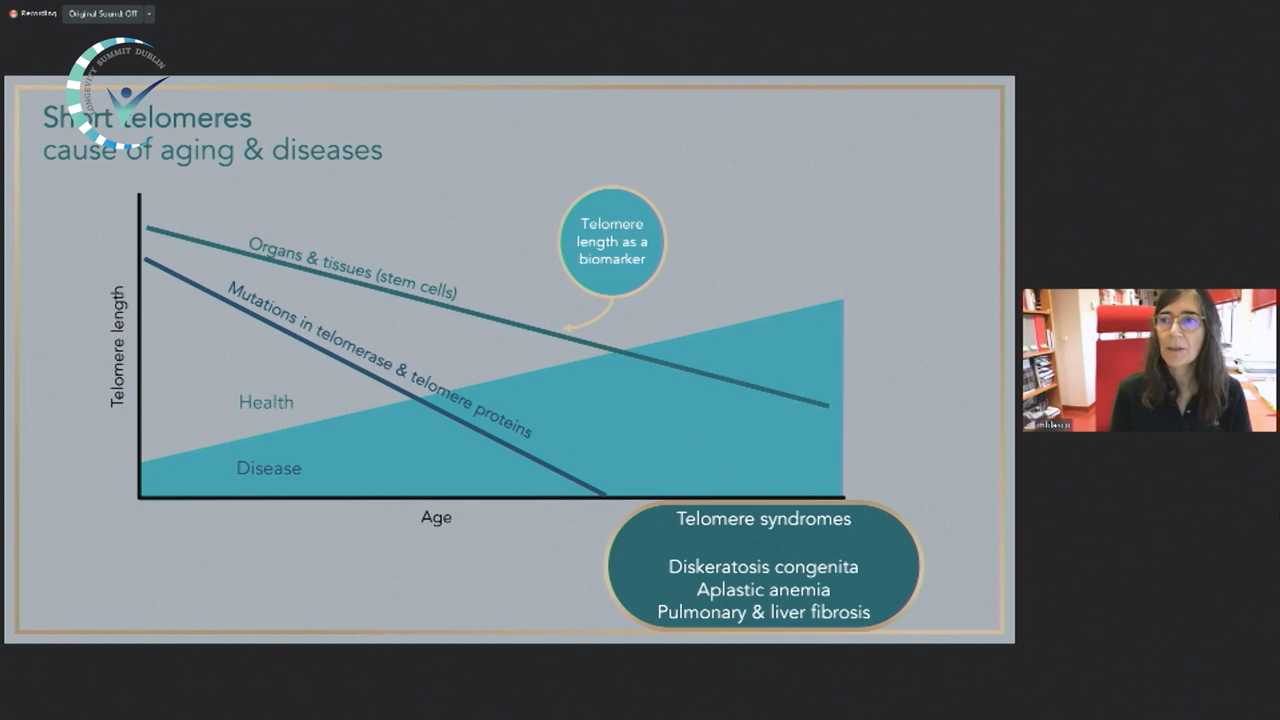 Recording
Original Sound: Off
LONGEVITY SUMMIT DUBLIN
Short telomeres
cause of aging & diseases
Telomere
length as a
biomarker
Organs & tissues (stem cells)
Mutations in telomerase & telomere proteins
Telomere length
Health
Disease
Age
Telomere syndromes
Diskeratosis congenita
Aplastic anemia
Pulmonary & liver fibrosis